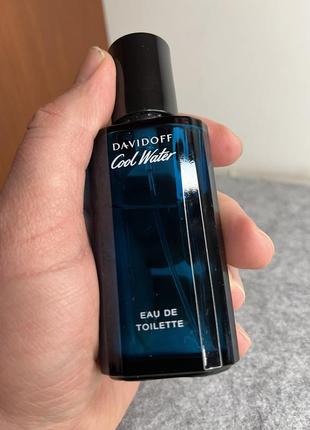 DAVIDOFF
Cool Water
EAU DE
TOILETTE